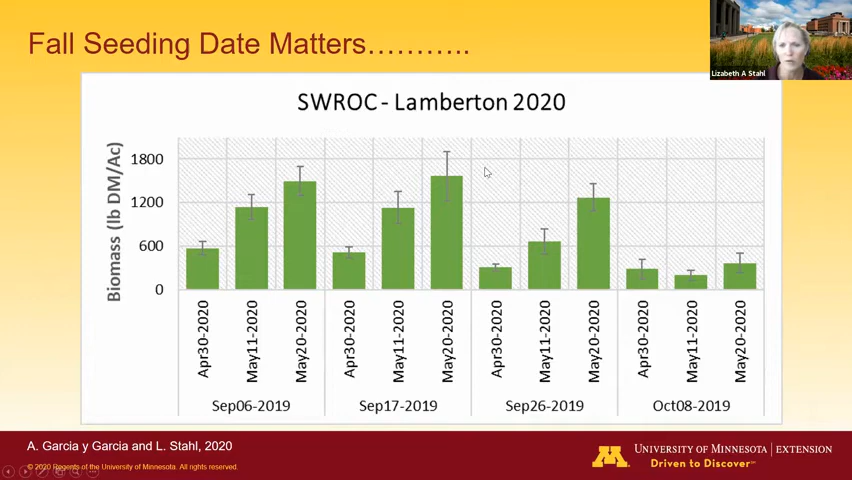 Fall Seeding Date Matters………..
Lizabeth A Stahl
SWROC - Lamberton 2020
Biomass (lb DM/Ac)
1800
1200
600
0
Apr30-2020 May11-2020 May20-2020 Apr30-2020 May11-2020 May20-2020 Apr30-2020 May11-2020 May20-2020 Apr30-2020 May11-2020 May20-2020
Sep06-2019 Sep17-2019 Sep26-2019 Oct08-2019
A. Garcia y Garcia and L. Stahl, 2020
© 2020 Regents of the University of Minnesota. All rights reserved.
UNIVERSITY OF MINNESOTA | EXTENSION
Driven to Discover℠